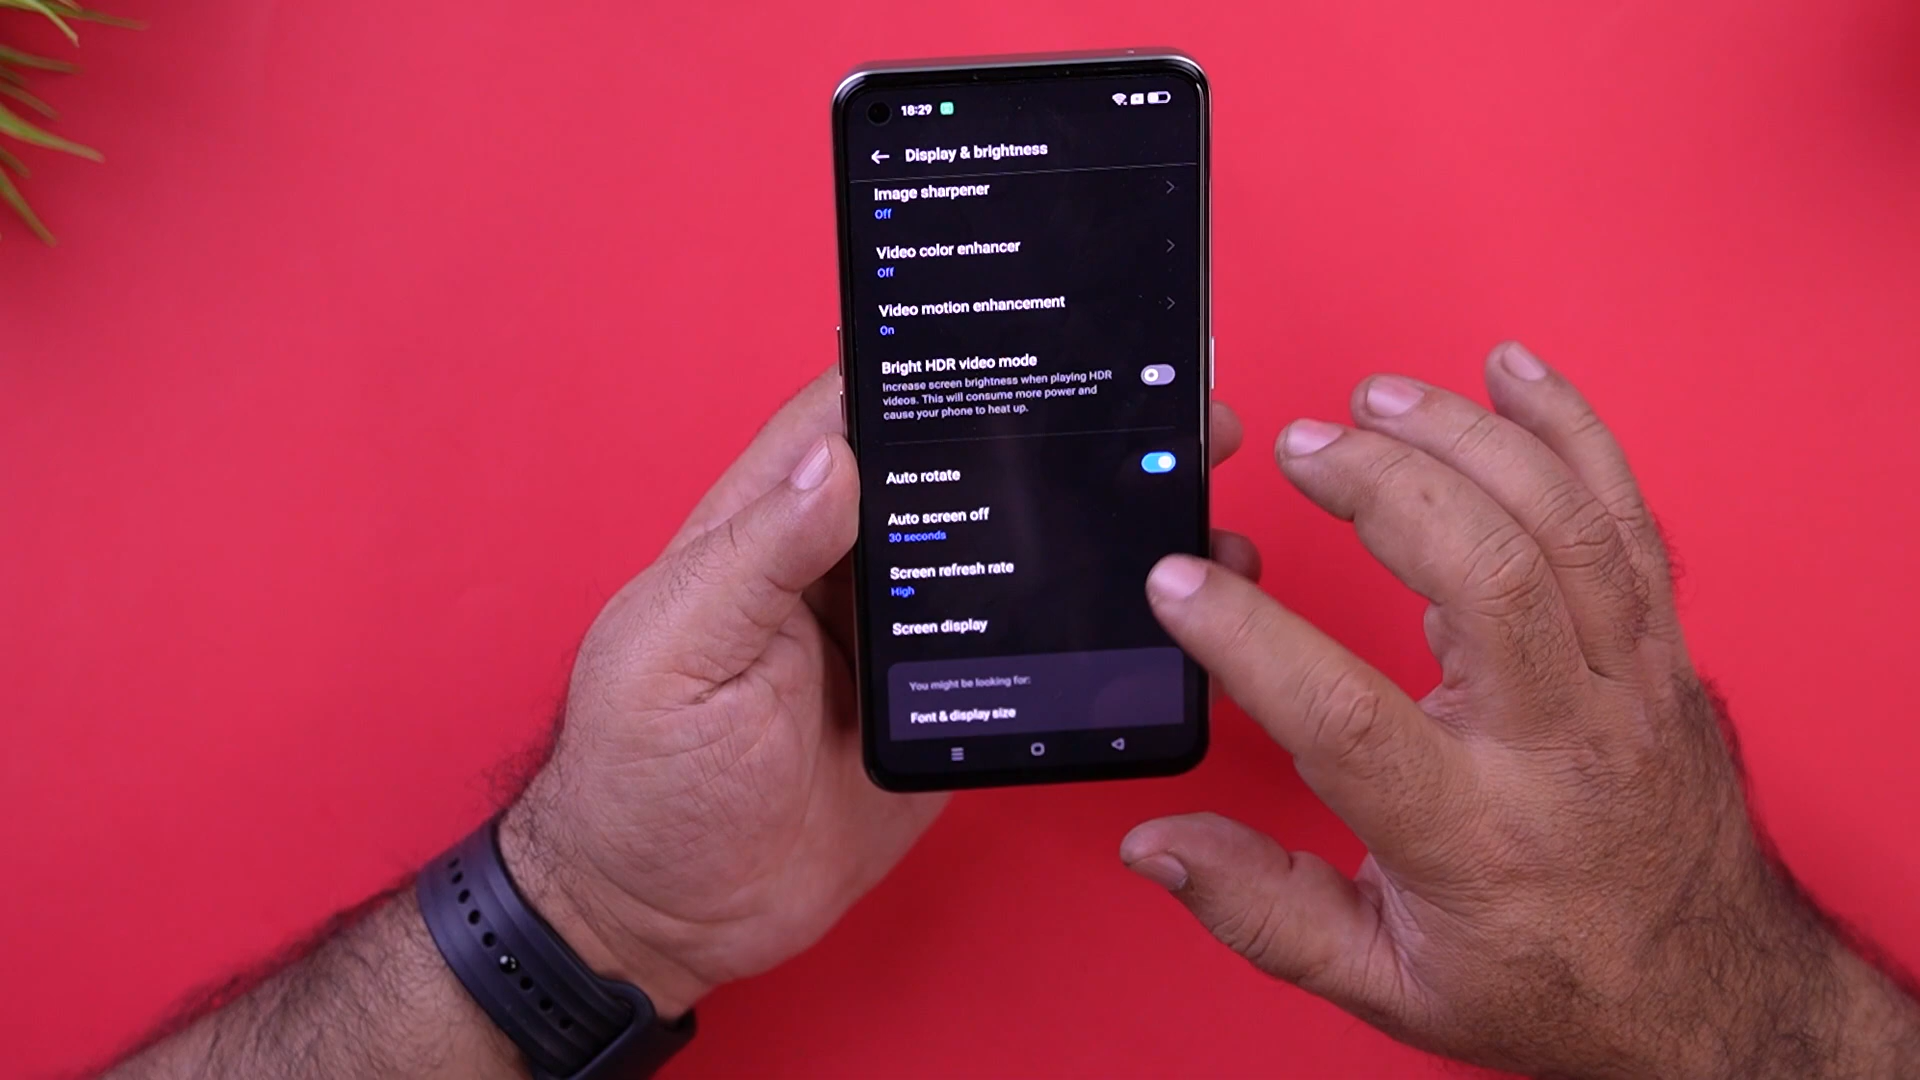 18:29
Display & brightness
Image sharpener
Off
Video color enhancer
Off
Video motion enhancement
On
Bright HDR video mode
Increase screen brightness when playing HDR
videos. This will consume more power and
cause your phone to heat up.
Auto rotate
Auto screen off
30 seconds
Screen refresh rate
High
Screen display
You might be looking for:
Font & display size